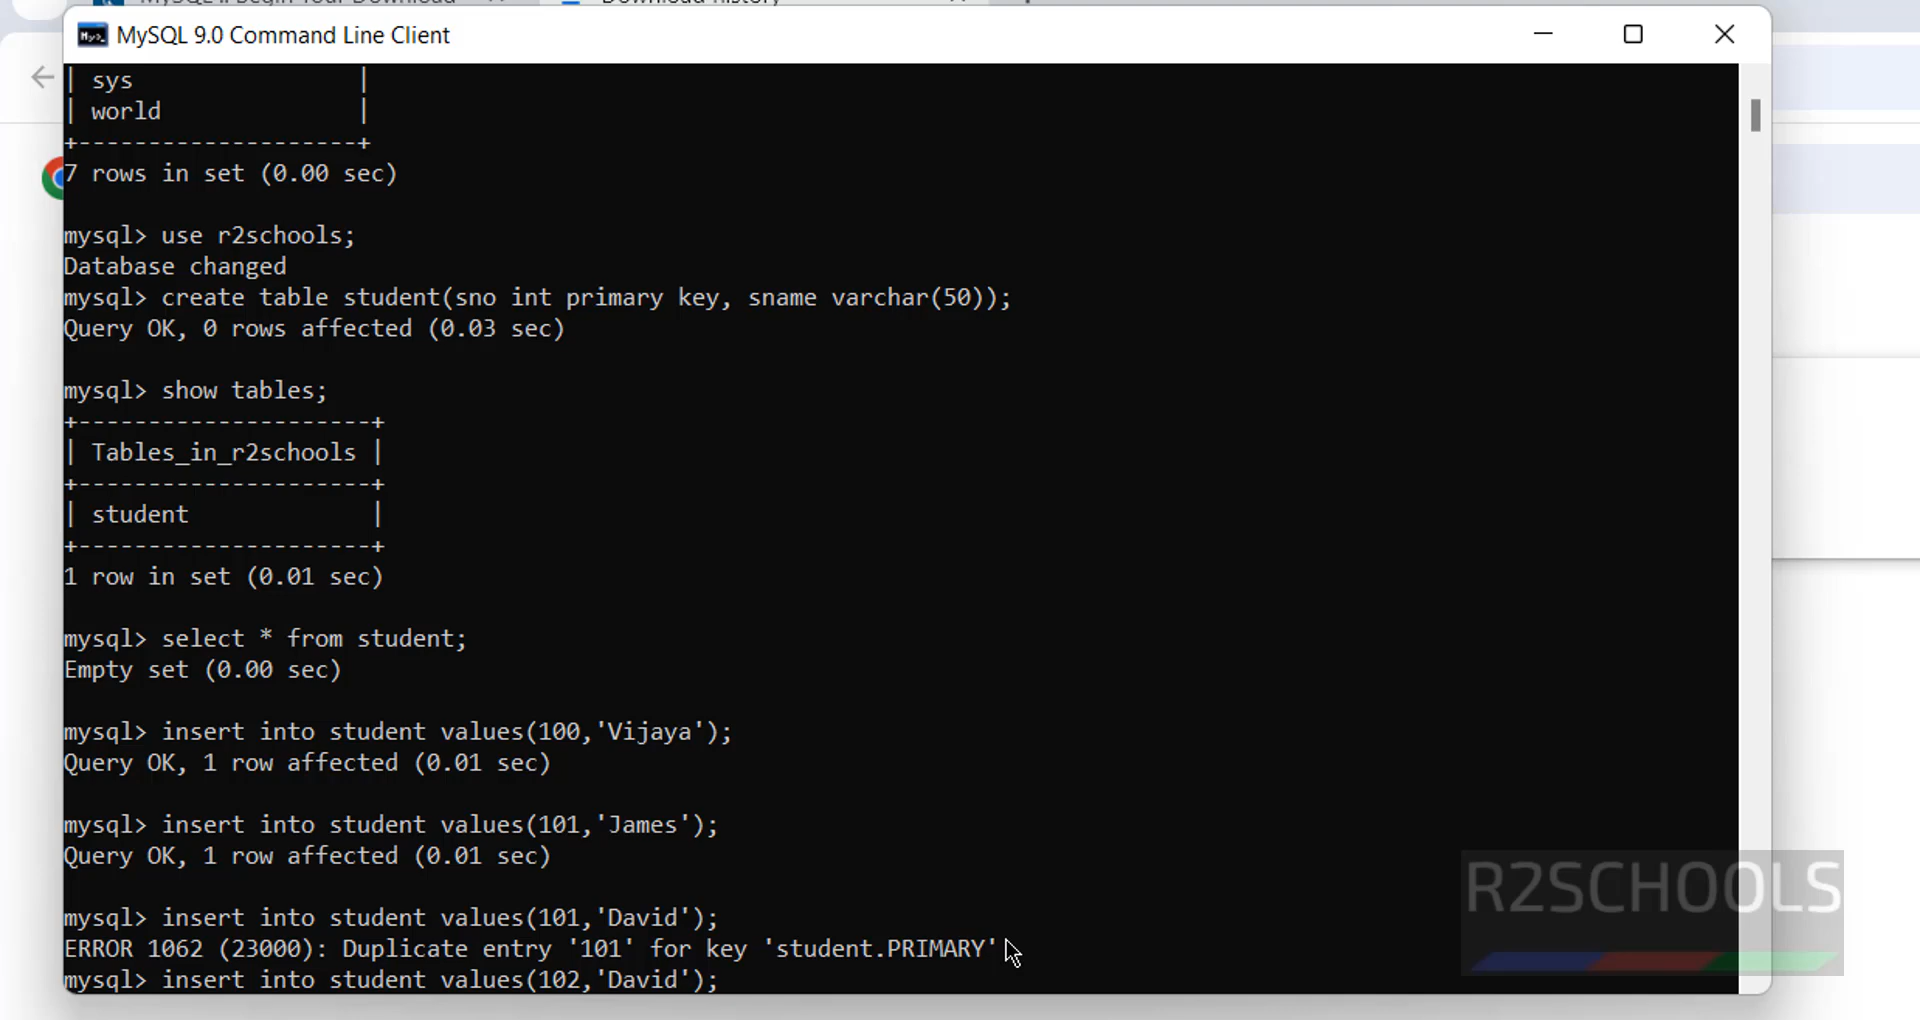 MySQL :: Begin Your Download
Download history
MySQL 9.0 Command Line Client
| sys |
| world |
+--------------------+
7 rows in set (0.00 sec)
mysql> use r2schools;
Database changed
mysql> create table student(sno int primary key, sname varchar(50));
Query OK, 0 rows affected (0.03 sec)
mysql> show tables;
+---------------------+
| Tables_in_r2schools |
+---------------------+
| student |
+---------------------+
1 row in set (0.01 sec)
mysql> select * from student;
Empty set (0.00 sec)
mysql> insert into student values(100,'Vijaya');
Query OK, 1 row affected (0.01 sec)
mysql> insert into student values(101,'James');
Query OK, 1 row affected (0.01 sec)
mysql> insert into student values(101,'David');
ERROR 1062 (23000): Duplicate entry '101' for key 'student.PRIMARY'
mysql> insert into student values(102,'David');
R2SCHOOLS